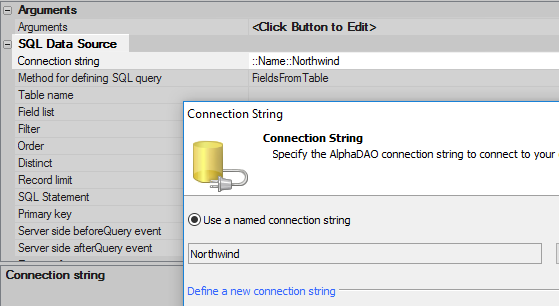 Arguments
Arguments <Click Button to Edit>
SQL Data Source
Connection string ::Name::Northwind
Method for defining SQL query FieldsFromTable
Table name
Field list
Filter
Order
Distinct
Record limit
SQL Statement
Primary key
Server side beforeQuery event
Server side afterQuery event
Connection string
Connection String
Connection String
Specify the AlphaDAO connection string to connect to your
Use a named connection string
Northwind
Define a new connection string